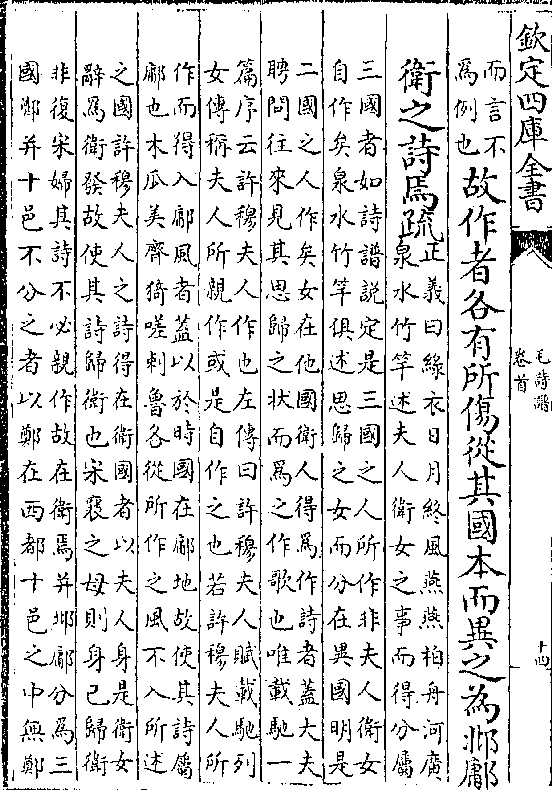 欽定四庫全書
毛詩譜
卷首
十四
而言不
爲例也
故作者各有所傷從其國本而異之為邶鄘
衛之詩焉疏
正義曰緑衣日月終風燕燕柏舟河廣
泉水竹竿述夫人衛女之事而得分屬
三國者如詩譜説定是三國之人所作非夫人衛女
自作矣泉水竹竿俱述思歸之女而分在異國明是
二國之人作矣女在他國衛人得爲作詩者蓋大夫
聘問往來見其思歸之狀而爲之作歌也唯載馳一
篇序云許穆夫人作也左傳曰許穆夫人賦載馳列
女傳稱夫人所親作或是自作之也若許穆夫人所
作而得入鄘風者蓋以於時國在鄘地故使其詩屬
鄘也木瓜美齊猗嗟刺魯各從所作之風不入所述
之國許穆夫人之詩得在衛國者以夫人身是衛女
辭爲衛發故使其詩歸衛也宋襄之母則身已歸衛
非復宋婦其詩不必親作故在衛焉并邶鄘分爲三
國鄭并十邑不分之者以鄭在西都十邑之中無鄭